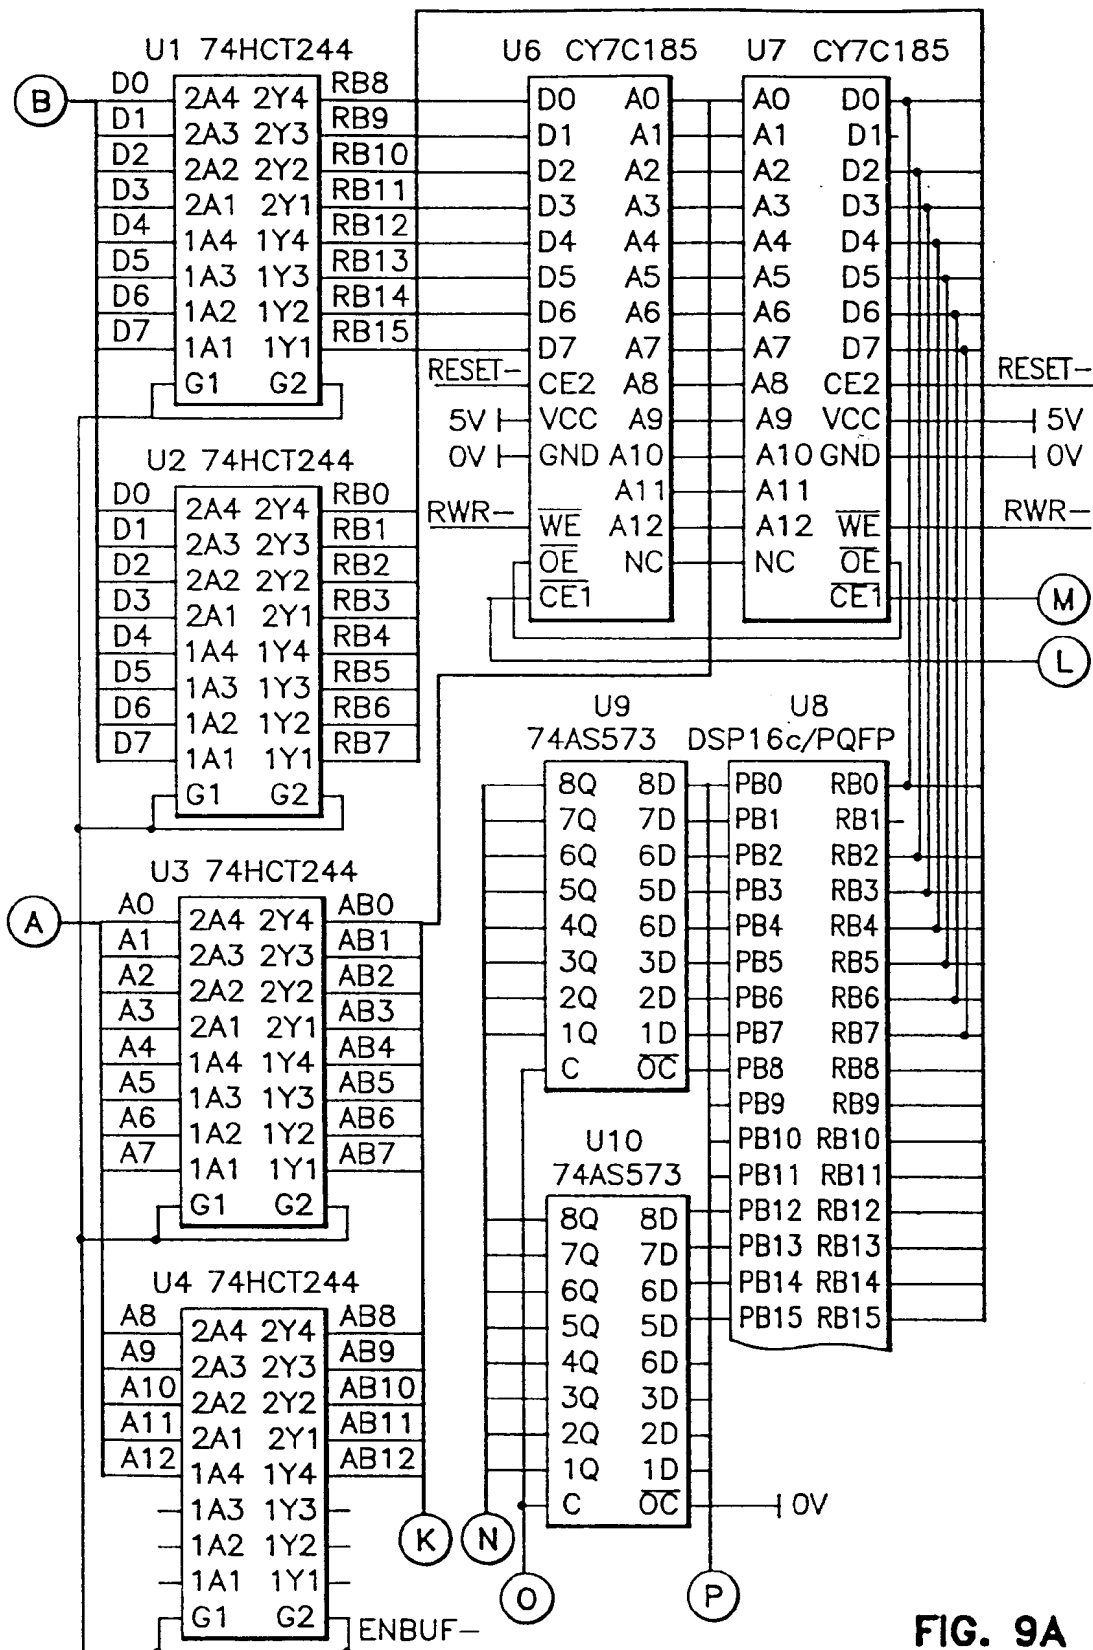 U1 74HCT244
B
D0 2A4 2Y4 RB8
D1 2A3 2Y3 RB9
D2 2A2 2Y2 RB10
D3 2A1 2Y1 RB11
D4 1A4 1Y4 RB12
D5 1A3 1Y3 RB13
D6 1A2 1Y2 RB14
D7 1A1 1Y1 RB15
G1 G2
U2 74HCT244
D0 2A4 2Y4 RB0
D1 2A3 2Y3 RB1
D2 2A2 2Y2 RB2
D3 2A1 2Y1 RB3
D4 1A4 1Y4 RB4
D5 1A3 1Y3 RB5
D6 1A2 1Y2 RB6
D7 1A1 1Y1 RB7
G1 G2
U3 74HCT244
A
A0 2A4 2Y4 AB0
A1 2A3 2Y3 AB1
A2 2A2 2Y2 AB2
A3 2A1 2Y1 AB3
A4 1A4 1Y4 AB4
A5 1A3 1Y3 AB5
A6 1A2 1Y2 AB6
A7 1A1 1Y1 AB7
G1 G2
U4 74HCT244
A8 2A4 2Y4 AB8
A9 2A3 2Y3 AB9
A10 2A2 2Y2 AB10
A11 2A1 2Y1 AB11
A12 1A4 1Y4 AB12
1A3 1Y3
1A2 1Y2
1A1 1Y1
G1 G2 ENBUF-
K
U6 CY7C185 U7 CY7C185
D0 A0 A0 D0
D1 A1 A1 D1
D2 A2 A2 D2
D3 A3 A3 D3
D4 A4 A4 D4
D5 A5 A5 D5
D6 A6 A6 D6
D7 A7 A7 D7
RESET- CE2 A8 A8 CE2 RESET-
5V VCC A9 A9 VCC 5V
0V GND A10 A10 GND 0V
A11 A11
RWR- WE A12 A12 WE RWR-
OE NC NC OE
CE1 CE1 M
L
U9 U8
74AS573 DSP16c/PQFP
8Q 8D PB0 RB0
7Q 7D PB1 RB1
6Q 6D PB2 RB2
5Q 5D PB3 RB3
4Q 6D PB4 RB4
3Q 3D PB5 RB5
2Q 2D PB6 RB6
1Q 1D PB7 RB7
C OC PB8 RB8
PB9 RB9
U10 PB10 RB10
74AS573 PB11 RB11
8Q 8D PB12 RB12
7Q 7D PB13 RB13
6Q 6D PB14 RB14
5Q 5D PB15 RB15
4Q 6D
3Q 3D
2Q 2D
1Q 1D
C OC 0V
N
O
P
FIG. 9A